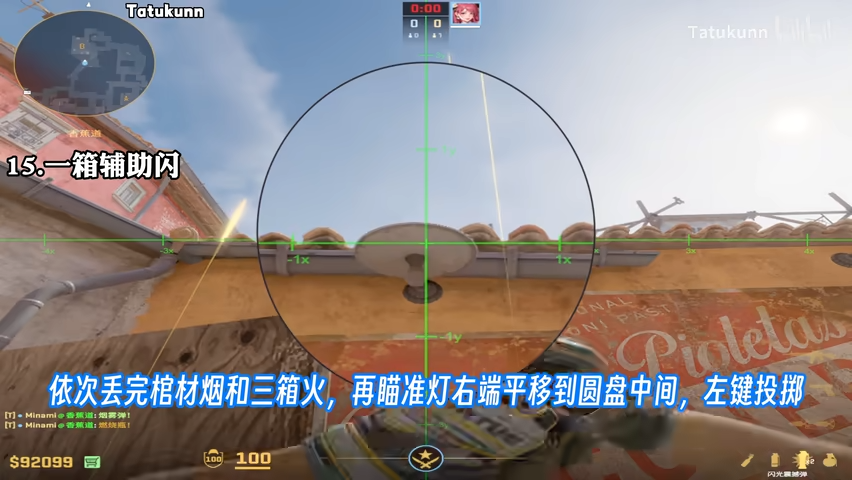 Tatukunn
0:00
0 0
Tatukunn
香蕉道
15.一箱辅助闪
-4x
-3x
-1x
1x
3x
4x
-1y
Pioletas
依次丢完棺材烟和三箱火，再瞄准灯右端平移到圆盘中间，左键投掷
[T] Minami@香蕉道: 烟雾弹!
[T] Minami@香蕉道: 燃烧瓶!
$92099
100
100
闪光震撼弹